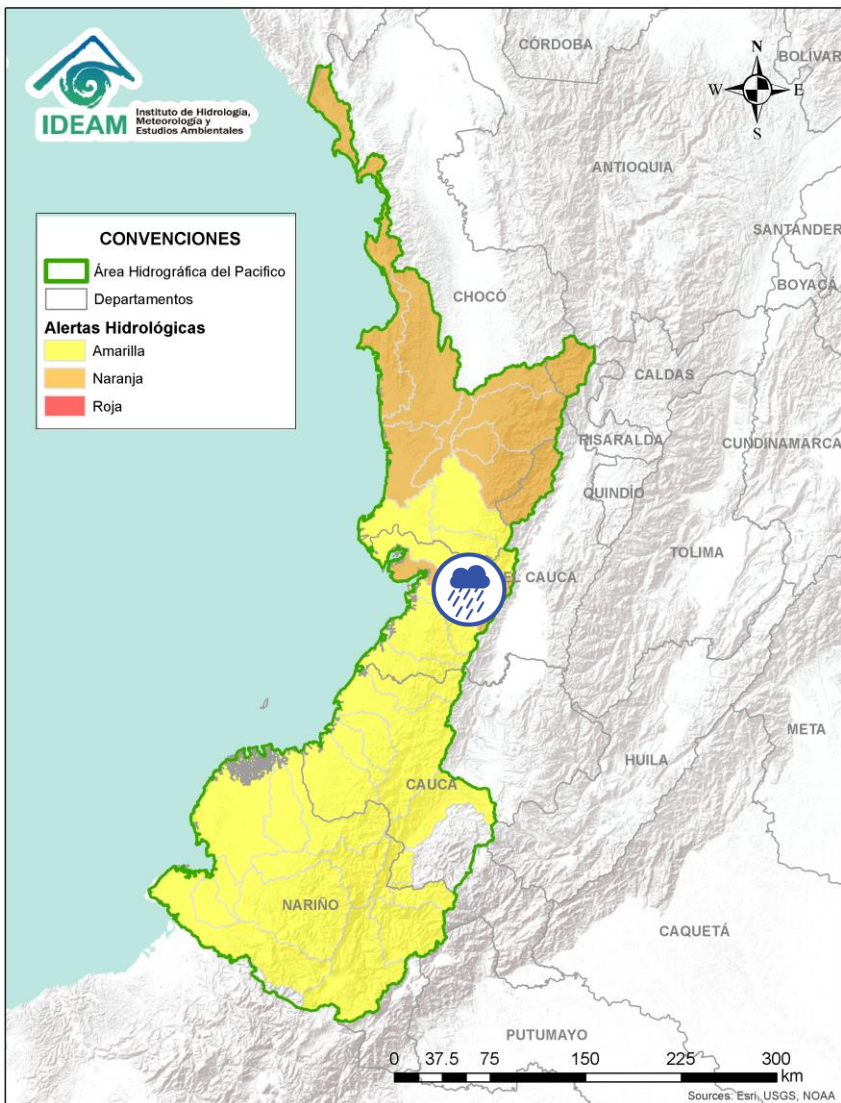 IDEAM
Instituto de Hidrología,
Meteorología y
Estudios Ambientales
CÓRDOBA
BOLÍVAR
N
W
E
S
ANTIOQUIA
SANTANDER
BOYACÁ
CONVENCIONES
Área Hidrográfica del Pacifico
Departamentos
Alertas Hidrológicas
Amarilla
Naranja
Roja
CHOCÓ
CALDAS
RISARALDA
CUNDINAMARCA
QUINDÍO
TOLIMA
EL CAUCA
META
HUILA
CAUCA
NARIÑO
CAQUETÁ
PUTUMAYO
0 37.5 75 150 225 300
km
Sources: Esri, USGS, NOAA